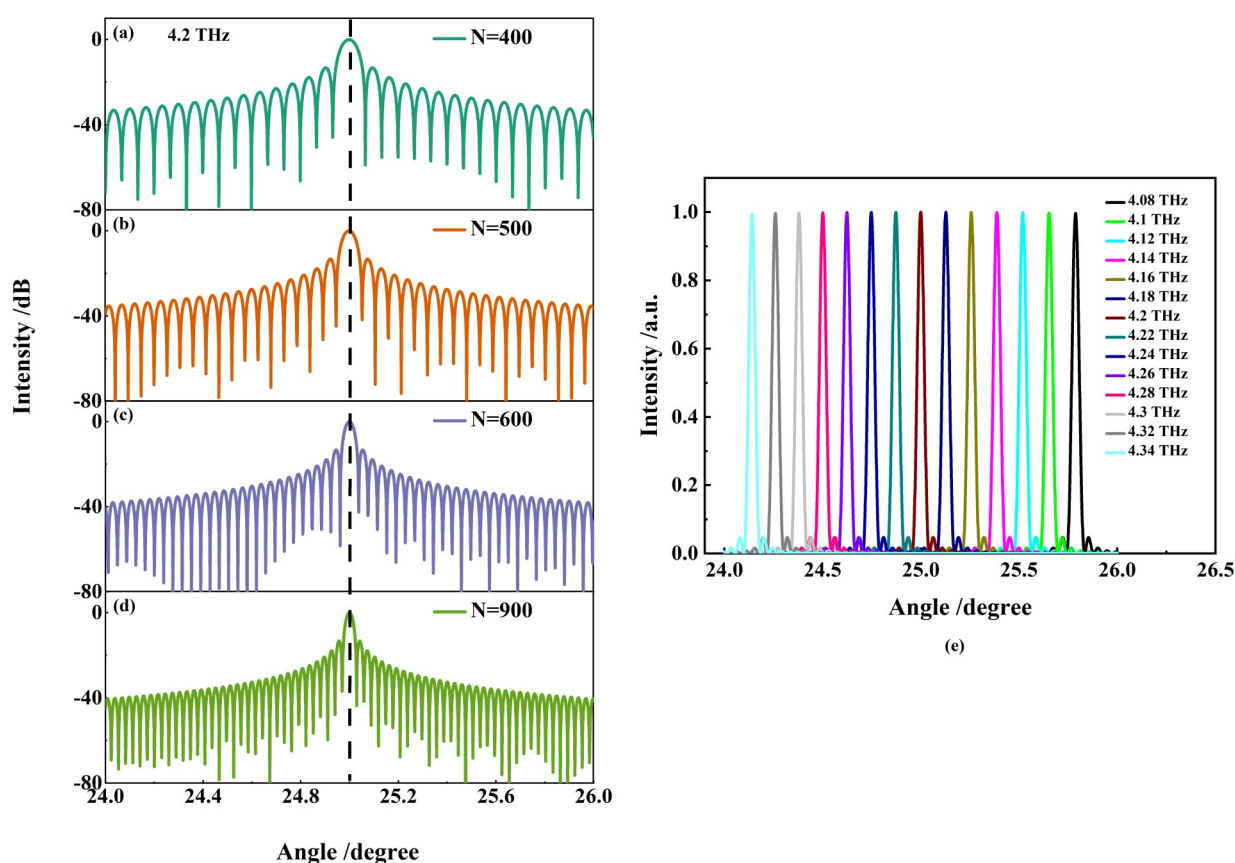 (a) 4.2 THz N=400
0
-40
-80
(b) N=500
0
-40
-80
(c) N=600
0
-40
-80
(d) N=900
0
-40
-80
24.0 24.4 24.8 25.2 25.6 26.0
Angle /degree
Intensity /dB
1.0
0.8
0.6
0.4
0.2
0.0
24.0 24.5 25.0 25.5 26.0 26.5
Angle /degree
Intensity /a.u.
4.08 THz
4.1 THz
4.12 THz
4.14 THz
4.16 THz
4.18 THz
4.2 THz
4.22 THz
4.24 THz
4.26 THz
4.28 THz
4.3 THz
4.32 THz
4.34 THz
(e)